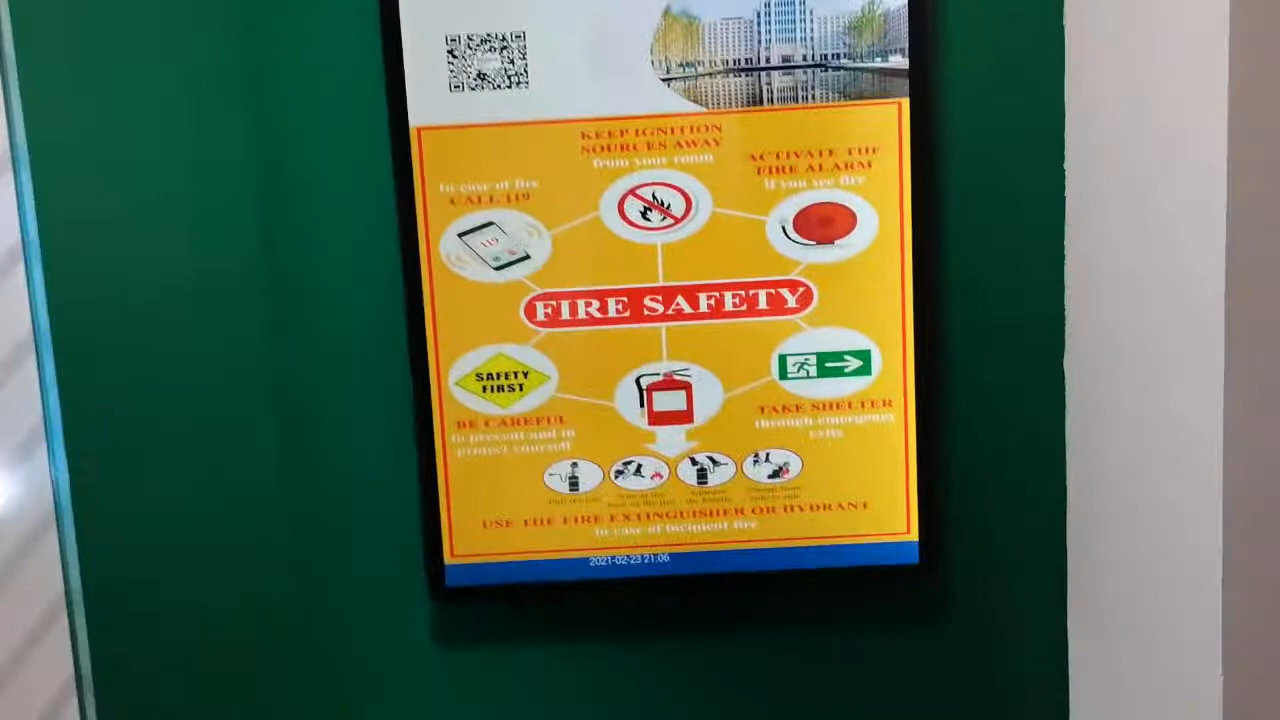 KEEP IGNITION
SOURCES AWAY
from your room
ACTIVATE THE
FIRE ALARM
if you see fire
In case of fire
CALL 119
119
FIRE SAFETY
SAFETY
FIRST
BE CAREFUL
to prevent and to
protect yourself
TAKE SHELTER
through emergency
exits
USE THE FIRE EXTINGUISHER OR HYDRANT
in case of incipient fire
2021-02-23 21:06